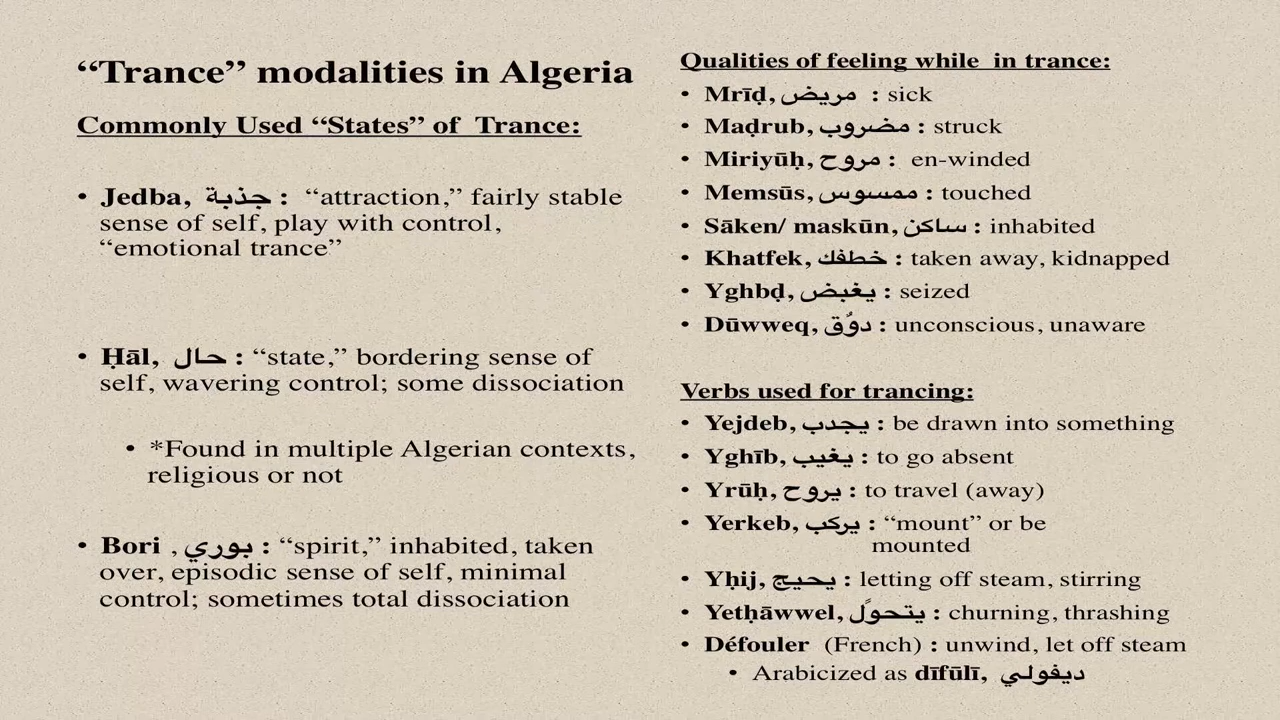 “Trance” modalities in Algeria
Commonly Used “States” of Trance:
• Jedba, جذبة : “attraction,” fairly stable
sense of self, play with control,
“emotional trance”
• Ḥāl, حال : “state,” bordering sense of
self, wavering control; some dissociation
• *Found in multiple Algerian contexts,
religious or not
• Bori , بوري : “spirit,” inhabited, taken
over, episodic sense of self, minimal
control; sometimes total dissociation
Qualities of feeling while in trance:
• Mrīḍ, مريض : sick
• Maḍrub, مضروب : struck
• Miriyūḥ, مروح : en-winded
• Memsūs, ممسوس : touched
• Sāken/ maskūn, ساكن : inhabited
• Khatfek, خطفك : taken away, kidnapped
• Yghbḍ, يغبض : seized
• Dūwweq, دوُق : unconscious, unaware
Verbs used for trancing:
• Yejdeb, يجدب : be drawn into something
• Yghīb, يغيب : to go absent
• Yrūḥ, يروح : to travel (away)
• Yerkeb, يركب : “mount” or be
mounted
• Yḥij, يحيج : letting off steam, stirring
• Yetḥāwwel, يتحوًل : churning, thrashing
• Défouler (French) : unwind, let off steam
• Arabicized as dīfūlī, ديفولي